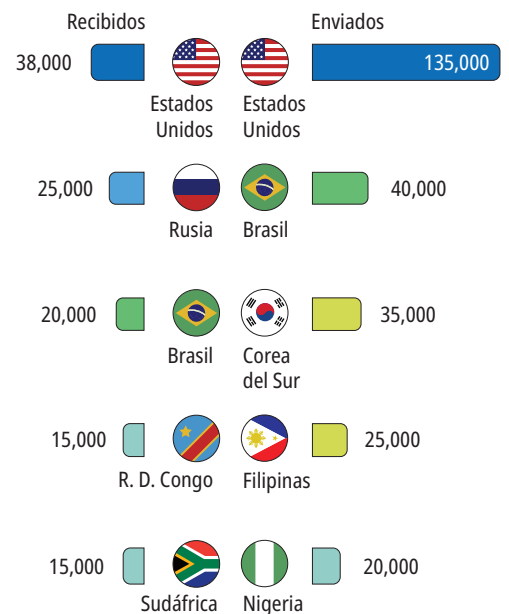 Recibidos Enviados
38,000 135,000
Estados Estados
Unidos Unidos
25,000 40,000
Rusia Brasil
20,000 35,000
Brasil Corea
del Sur
15,000 25,000
R. D. Congo Filipinas
15,000 20,000
Sudáfrica Nigeria